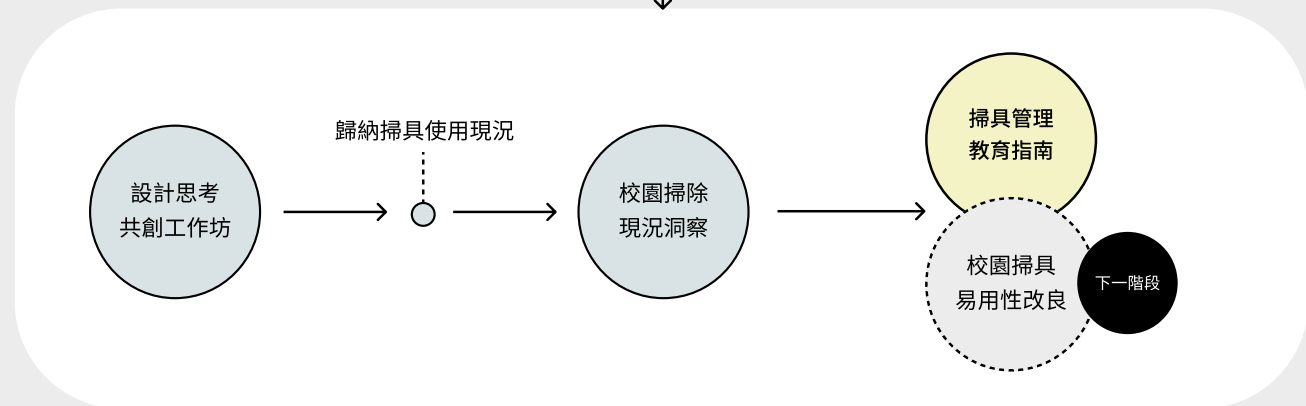 設計思考
共創工作坊
歸納掃具使用現況
校園掃除
現況洞察
掃具管理
教育指南
校園掃具
易用性改良
下一階段